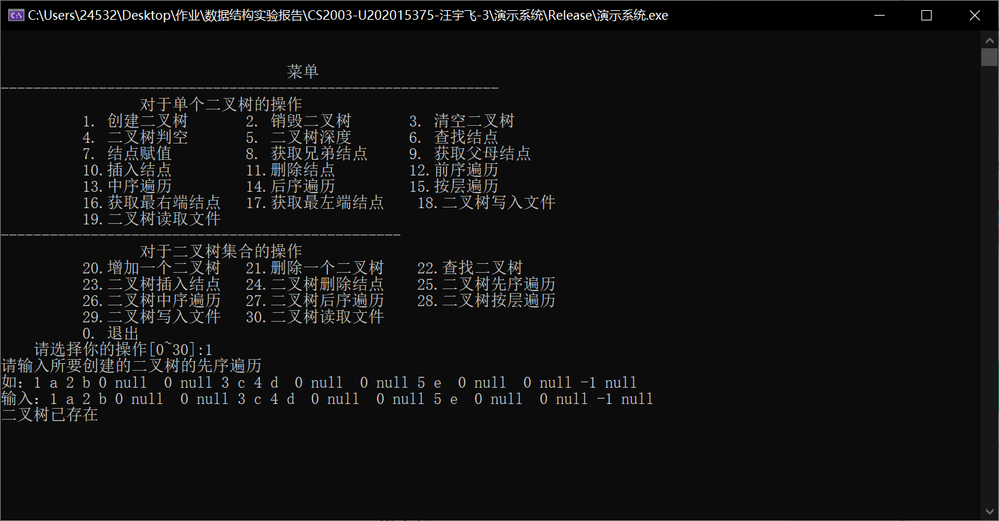 C:\Users\24532\Desktop\作业\数据结构实验报告\CS2003-U202015375-汪宇飞-3\演示系统\Release\演示系统.exe
菜单
-------------------------------------------------------------
对于单个二叉树的操作
1. 创建二叉树 2. 销毁二叉树 3. 清空二叉树
4. 二叉树判空 5. 二叉树深度 6. 查找结点
7. 结点赋值 8. 获取兄弟结点 9. 获取父母结点
10.插入结点 11.删除结点 12.前序遍历
13.中序遍历 14.后序遍历 15.按层遍历
16.获取最右端结点 17.获取最左端结点 18.二叉树写入文件
19.二叉树读取文件
-------------------------------------------------
对于二叉树集合的操作
20.增加一个二叉树 21.删除一个二叉树 22.查找二叉树
23.二叉树插入结点 24.二叉树删除结点 25.二叉树先序遍历
26.二叉树中序遍历 27.二叉树后序遍历 28.二叉树按层遍历
29.二叉树写入文件 30.二叉树读取文件
0. 退出
请选择你的操作[0~30]:1
请输入所要创建的二叉树的先序遍历
如：1 a 2 b 0 null  0 null 3 c 4 d  0 null  0 null 5 e  0 null  0 null -1 null
输入：1 a 2 b 0 null  0 null 3 c 4 d  0 null  0 null 5 e  0 null  0 null -1 null
二叉树已存在